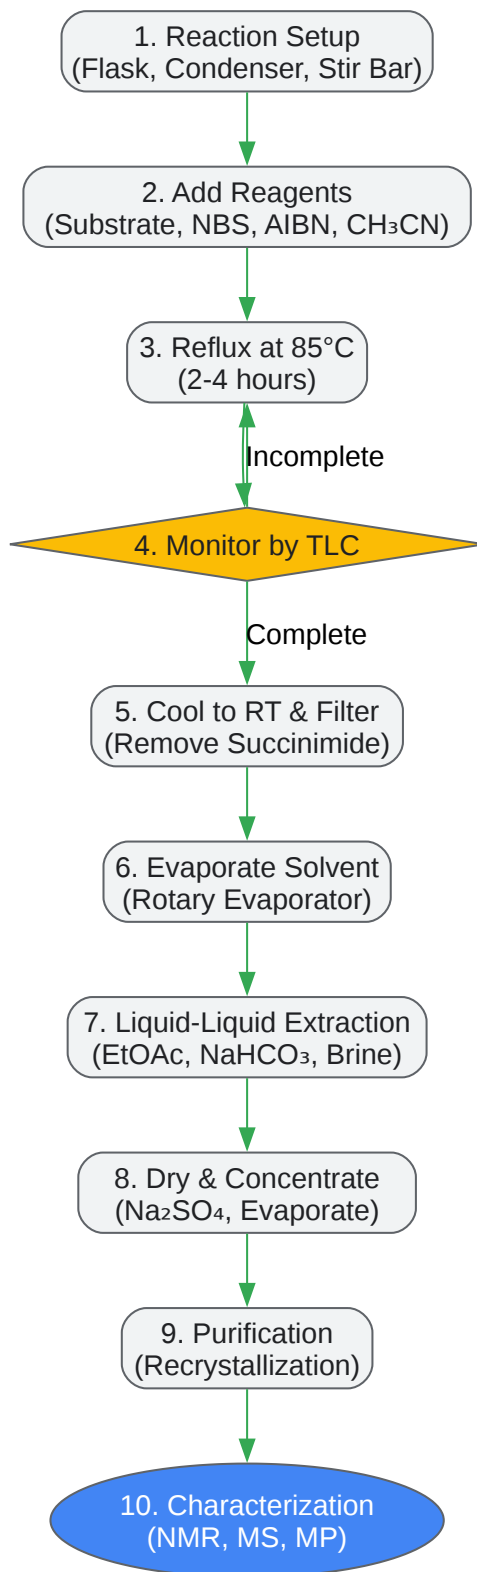 1. Reaction Setup
(Flask, Condenser, Stir Bar)
2. Add Reagents
(Substrate, NBS, AIBN, CH₃CN)
3. Reflux at 85°C
(2-4 hours)
Incomplete
4. Monitor by TLC
Complete
5. Cool to RT & Filter
(Remove Succinimide)
6. Evaporate Solvent
(Rotary Evaporator)
7. Liquid-Liquid Extraction
(EtOAc, NaHCO₃, Brine)
8. Dry & Concentrate
(Na₂SO₄, Evaporate)
9. Purification
(Recrystallization)
10. Characterization
(NMR, MS, MP)